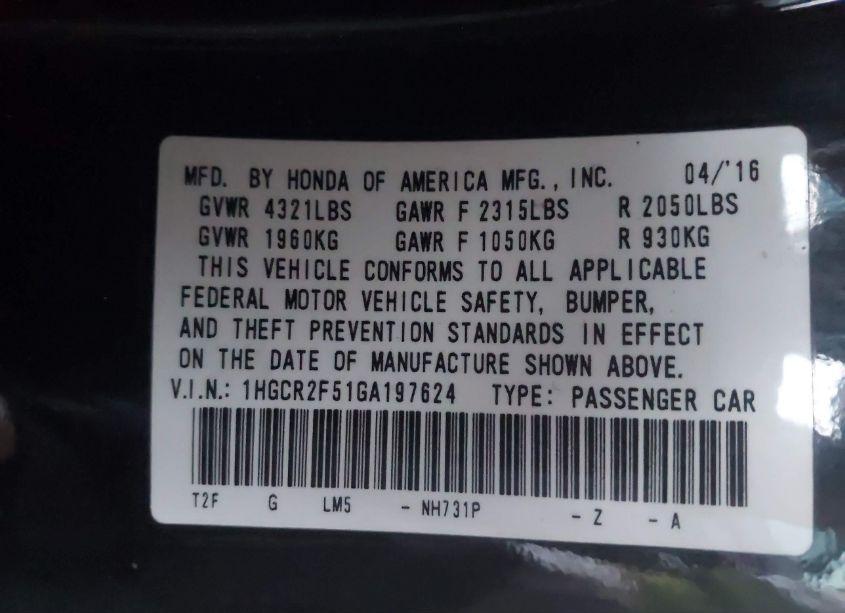 MFD. BY HONDA OF AMERICA MFG., INC. 04/'16
GVWR 4321LBS GAWR F 2315LBS R 2050LBS
GVWR 1960KG GAWR F 1050KG R 930KG
THIS VEHICLE CONFORMS TO ALL APPLICABLE
FEDERAL MOTOR VEHICLE SAFETY, BUMPER,
AND THEFT PREVENTION STANDARDS IN EFFECT
ON THE DATE OF MANUFACTURE SHOWN ABOVE.
V.I.N.: 1HGCR2F51GA197624 TYPE: PASSENGER CAR
T2F G LM5 - NH731P - Z - A